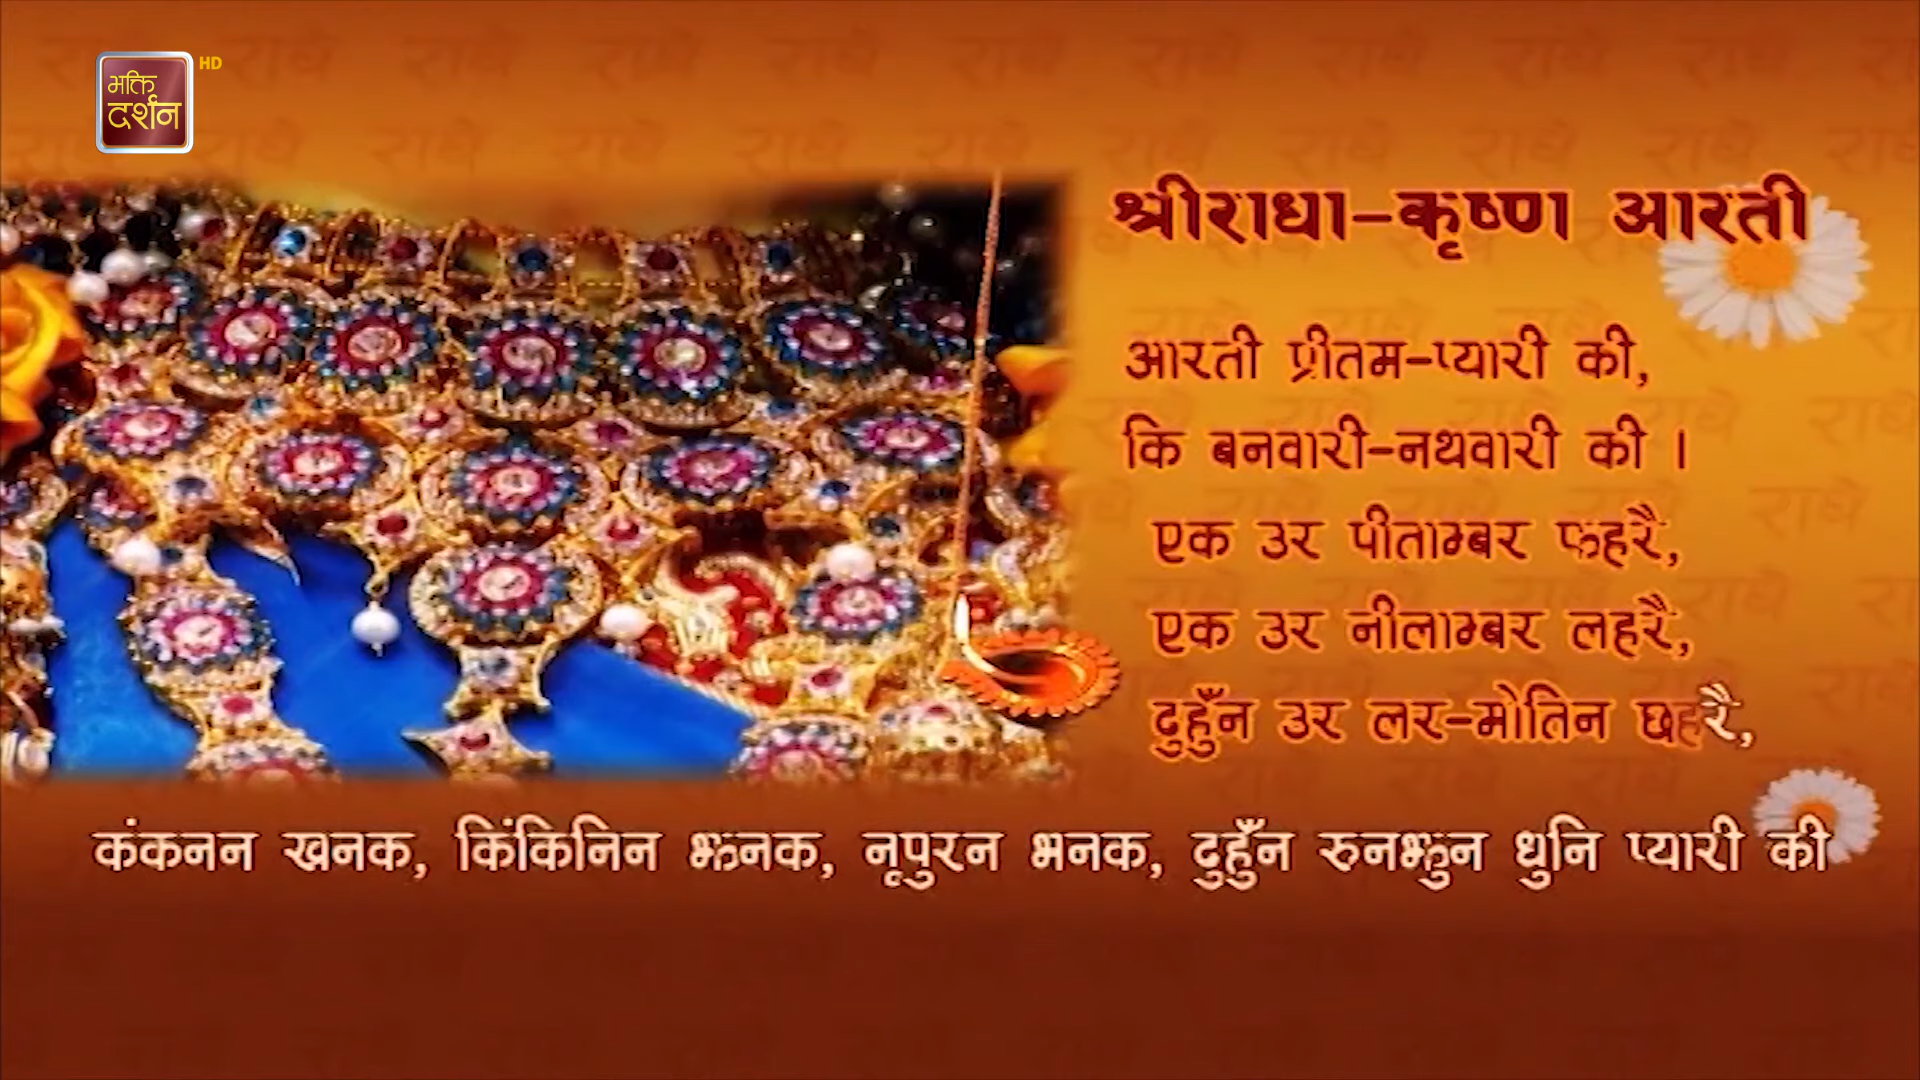 भक्ति
दर्शन
HD
श्रीराधा-कृष्ण आरती
आरती प्रीतम-प्यारी की,
कि बनवारी-नथवारी की ।
एक उर पीताम्बर फहरै,
एक उर नीलाम्बर लहरै,
दुहुँन उर लर-मोतिन छहरै,
कंकनन खनक, किंकिनिन झनक, नूपुरन भनक, दुहुँन रुनझुन धुनि प्यारी की